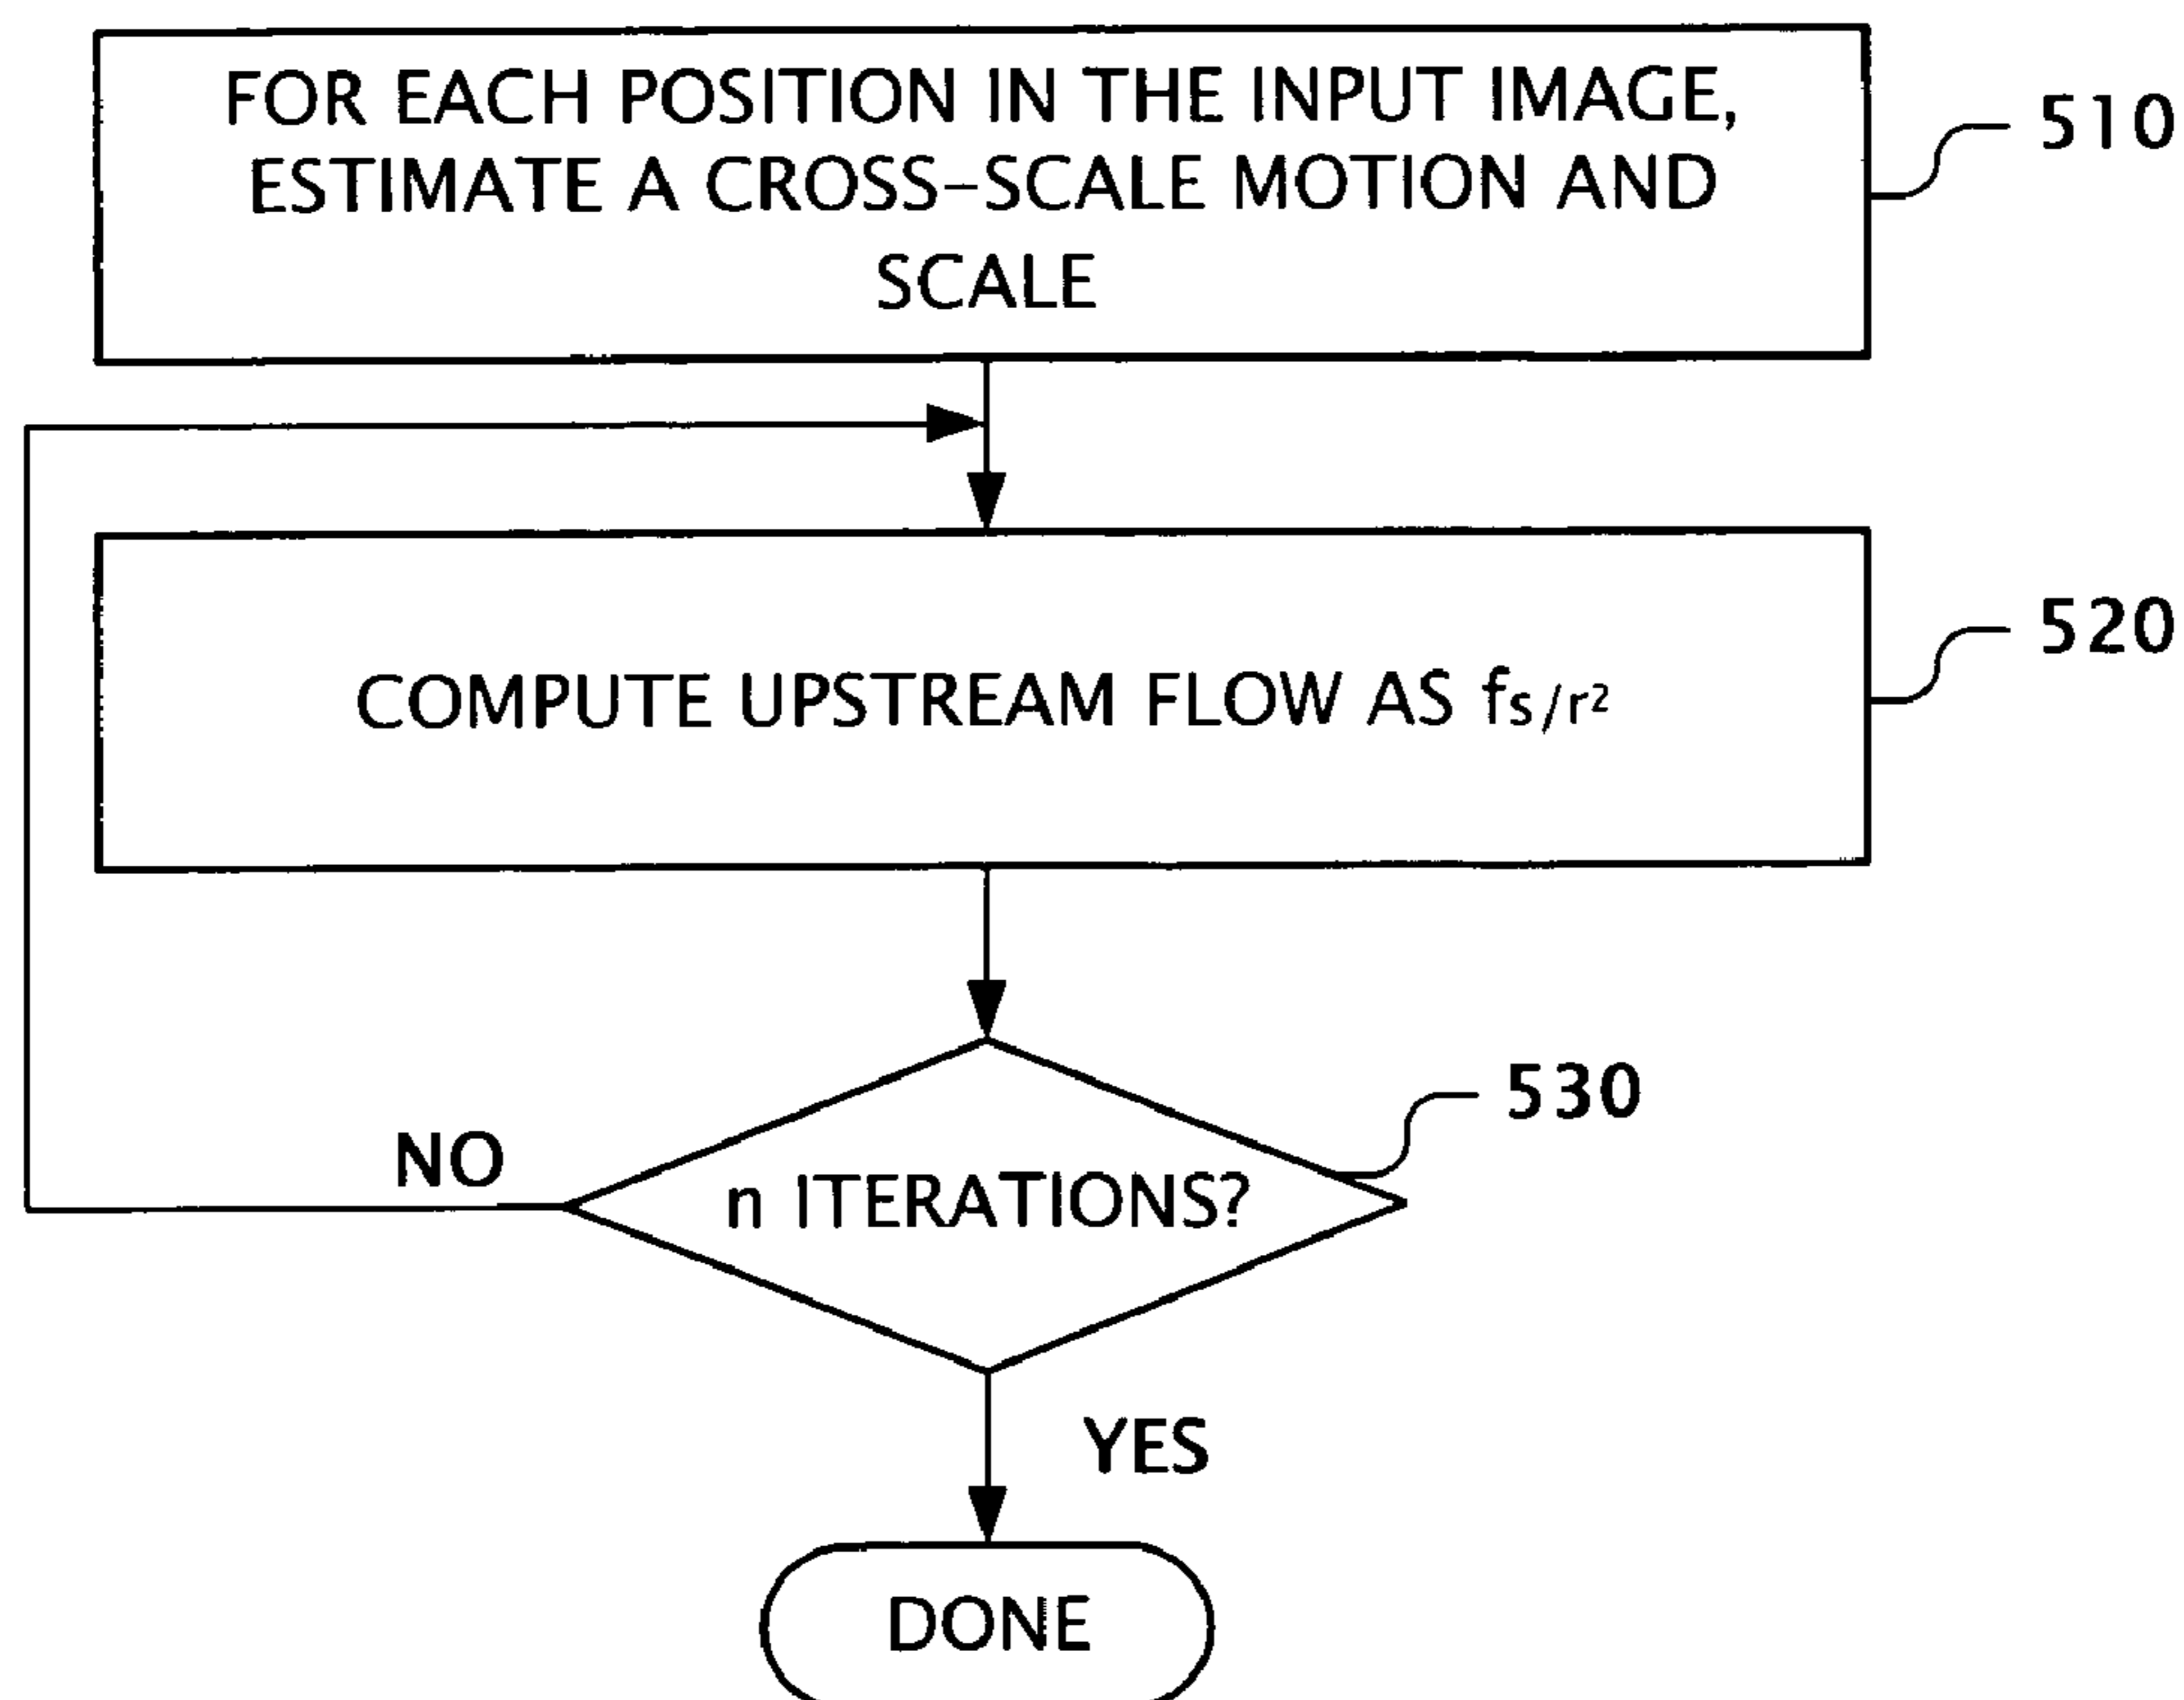 FOR EACH POSITION IN THE INPUT IMAGE,
ESTIMATE A CROSS-SCALE MOTION AND
SCALE
510
COMPUTE UPSTREAM FLOW AS fs/r²
520
530
NO
n ITERATIONS?
YES
DONE